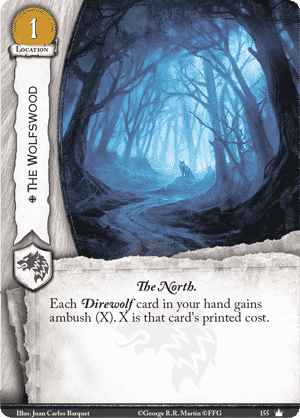 1
LOCATION
THE WOLFSWOOD
The North.
Each Direwolf card in your hand gains
ambush (X). X is that card's printed cost.
Illus. Juan Carlos Barquet ©George R.R. Martin ©FFG 155